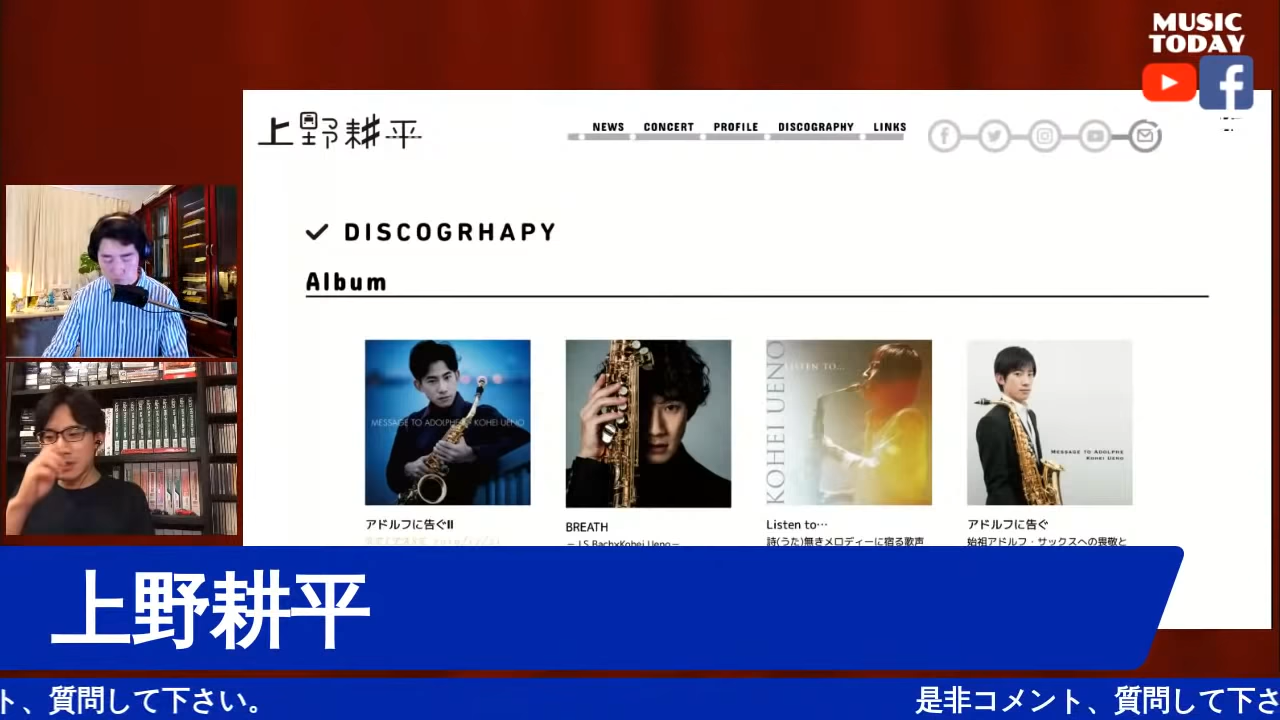 MUSIC
TODAY
上野耕平
NEWS
CONCERT
PROFILE
DISCOGRAPHY
LINKS
DISCOGRHAPY
Album
MESSAGE TO ADOLPHE
KOHEI UENO
LISTEN TO...
KOHEI UENO
MESSAGE TO ADOLPHE
KOHEI UENO
アドルフに告ぐII
BREATH
Listen to…
アドルフに告ぐ
－J.S.Bach×Kohei Ueno－
詩(うた)無きメロディーに宿る歌声
始祖アドルフ・サックスへの畏敬と
上野耕平
ト、質問して下さい。
是非コメント、質問して下さ